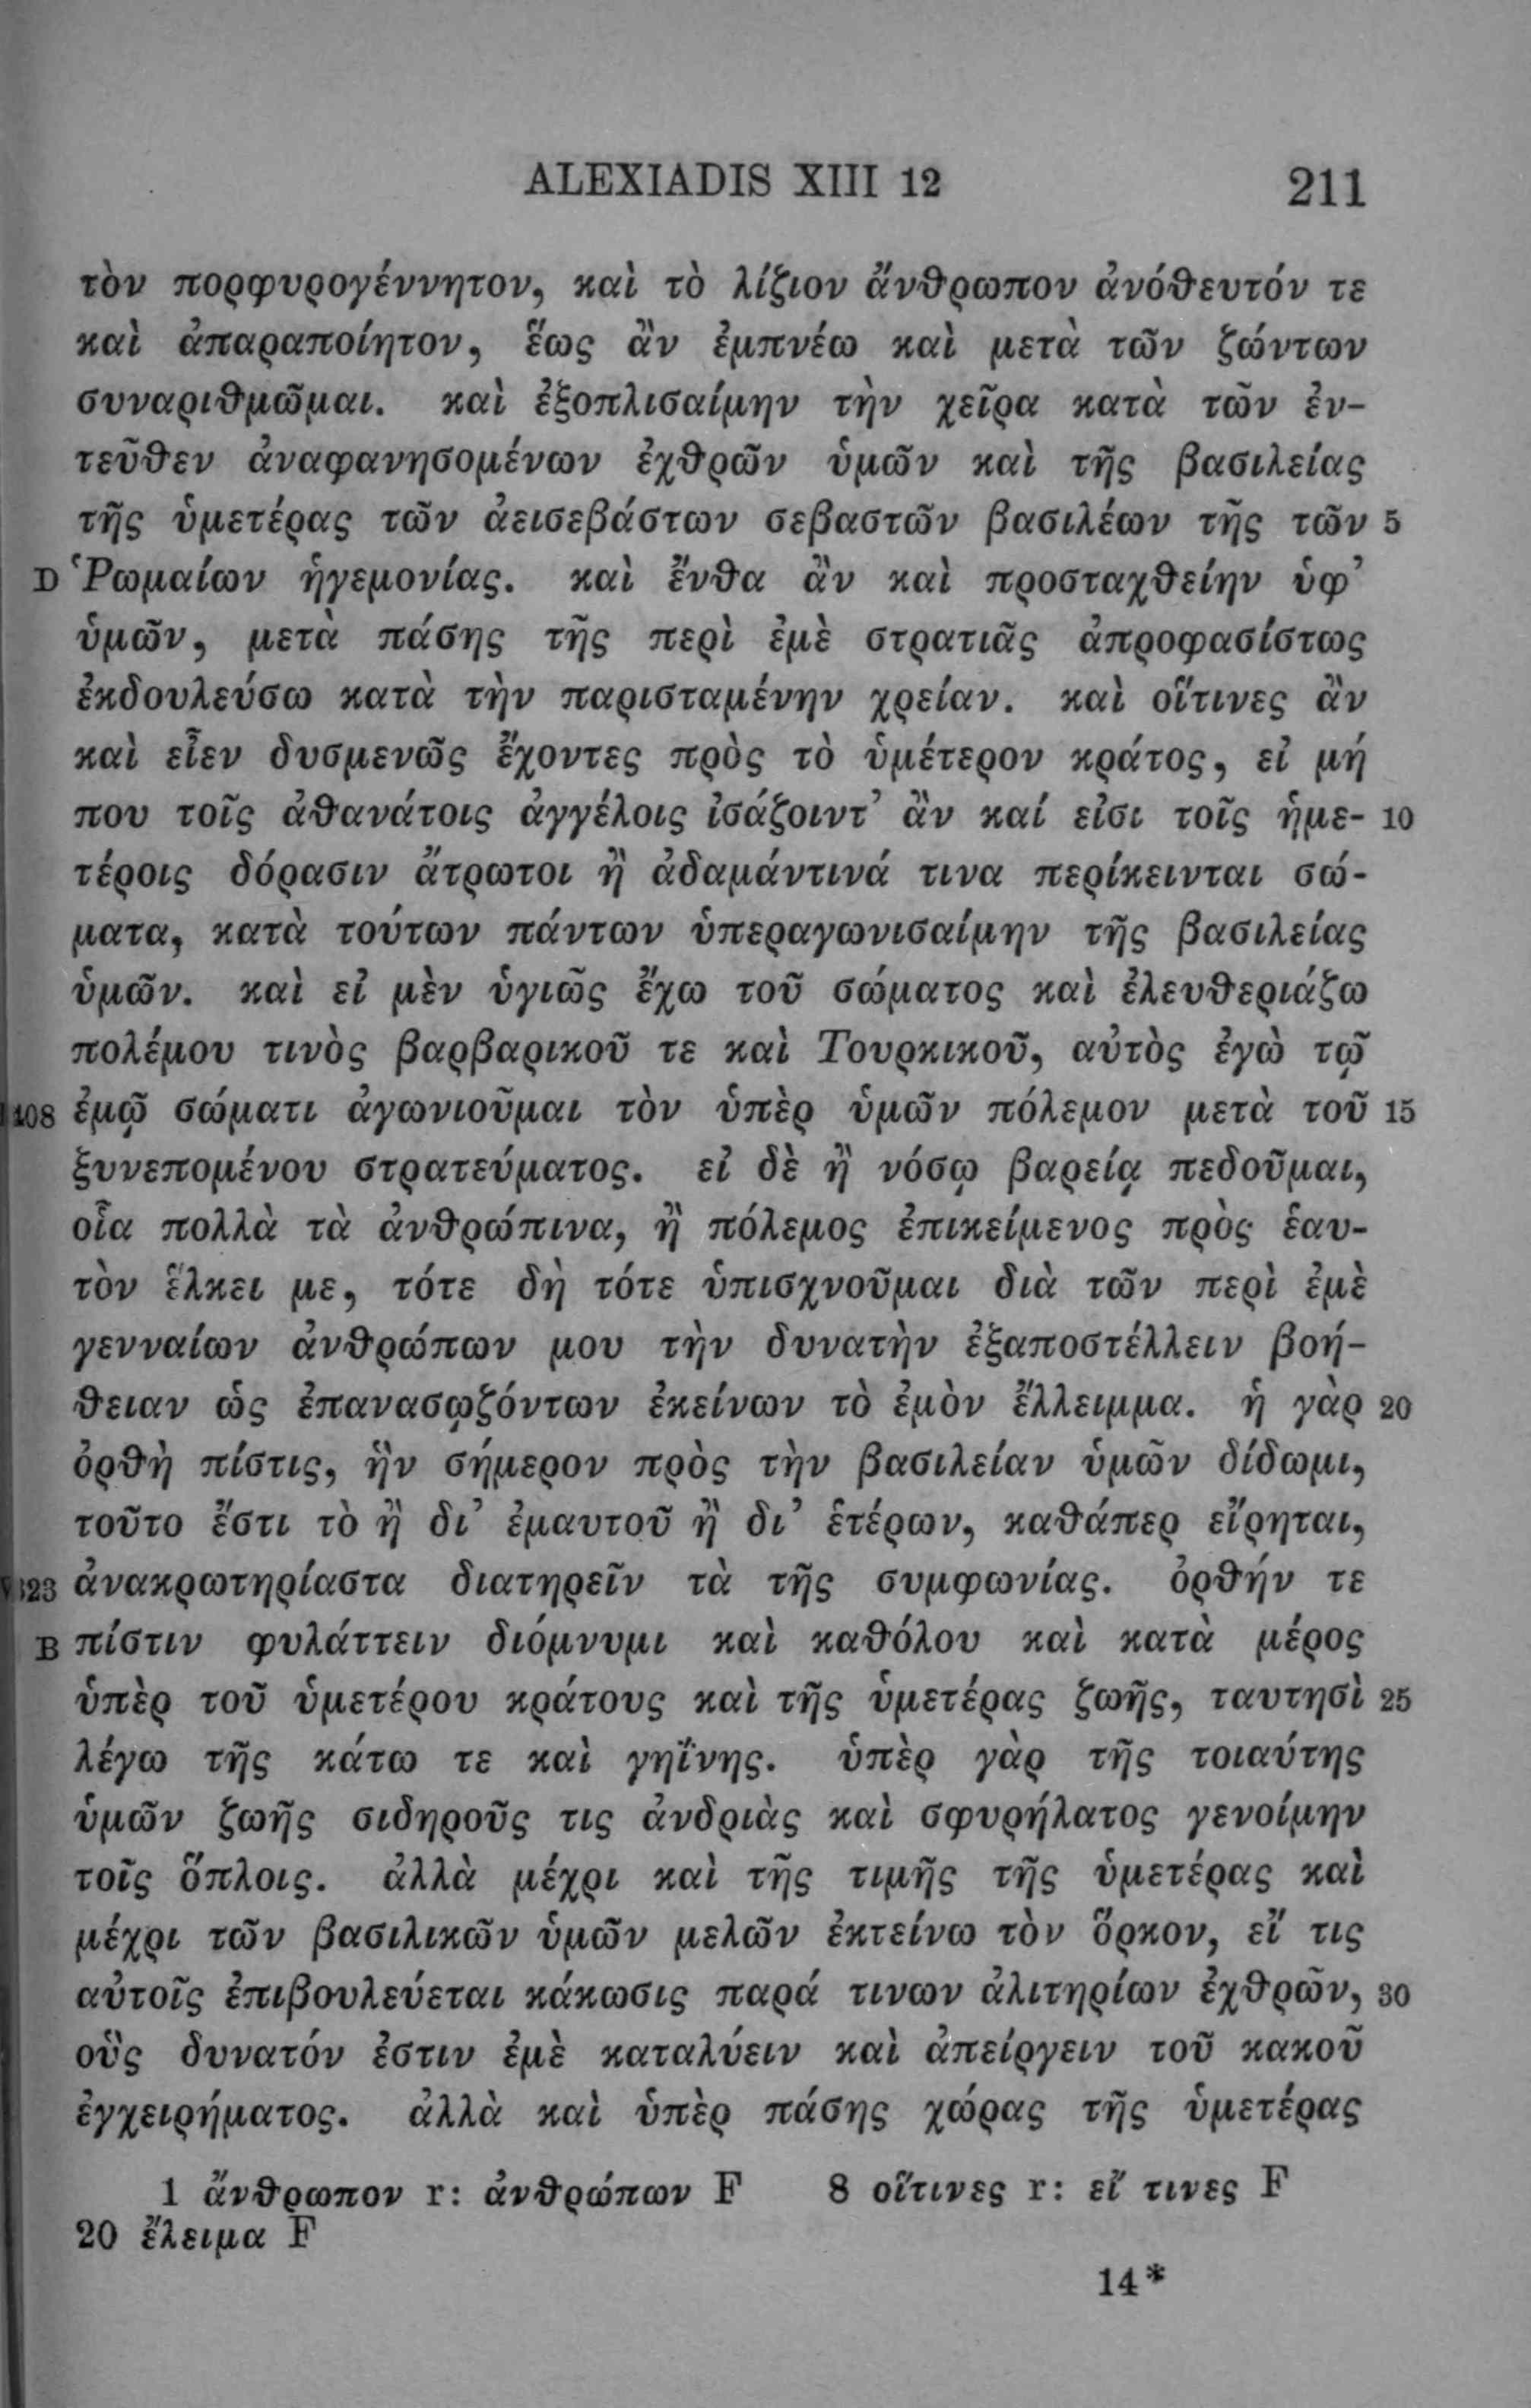 ALEXIADIS XIII 12 211
τὸν πορφυρογέννητον, καὶ τὸ λίζιον ἄνθρωπον ἀνόθευτόν τε
καὶ ἀπαραποίητον, ἕως ἂν ἐμπνέω καὶ μετὰ τῶν ζώντων
συναριθμῶμαι. καὶ ἐξοπλισαίμην τὴν χεῖρα κατὰ τῶν ἐν-
τεῦθεν ἀναφανησομένων ἐχθρῶν ὑμῶν καὶ τῆς βασιλείας
τῆς ὑμετέρας τῶν ἀεισεβάστων σεβαστῶν βασιλέων τῆς τῶν 5
D Ῥωμαίων ἡγεμονίας. καὶ ἔνθα ἂν καὶ προσταχθείην ὑφ’
ὑμῶν, μετὰ πάσης τῆς περὶ ἐμὲ στρατιᾶς ἀπροφασίστως
ἐκδουλεύσω κατὰ τὴν παρισταμένην χρείαν. καὶ οἵτινες ἂν
καὶ εἶεν δυσμενῶς ἔχοντες πρὸς τὸ ὑμέτερον κράτος, εἰ μή
που τοῖς ἀθανάτοις ἀγγέλοις ἰσάζοιντ’ ἂν καί εἰσι τοῖς ἡμε- 10
τέροις δόρασιν ἄτρωτοι ἢ ἀδαμάντινά τινα περίκεινται σώ-
ματα, κατὰ τούτων πάντων ὑπεραγωνισαίμην τῆς βασιλείας
ὑμῶν. καὶ εἰ μὲν ὑγιῶς ἔχω τοῦ σώματος καὶ ἐλευθεριάζω
πολέμου τινὸς βαρβαρικοῦ τε καὶ Τουρκικοῦ, αὐτὸς ἐγὼ τῷ
408 ἐμῷ σώματι ἀγωνιοῦμαι τὸν ὑπὲρ ὑμῶν πόλεμον μετὰ τοῦ 15
ξυνεπομένου στρατεύματος. εἰ δὲ ἢ νόσῳ βαρείᾳ πεδοῦμαι,
οἷα πολλὰ τὰ ἀνθρώπινα, ἢ πόλεμος ἐπικείμενος πρὸς ἑαυ-
τὸν ἕλκει με, τότε δὴ τότε ὑπισχνοῦμαι διὰ τῶν περὶ ἐμὲ
γενναίων ἀνθρώπων μου τὴν δυνατὴν ἐξαποστέλλειν βοή-
θειαν ὡς ἐπανασῳζόντων ἐκείνων τὸ ἐμὸν ἔλλειμμα. ἡ γὰρ 20
ὀρθὴ πίστις, ἣν σήμερον πρὸς τὴν βασιλείαν ὑμῶν δίδωμι,
τοῦτο ἔστι τὸ ἢ δι’ ἐμαυτοῦ ἢ δι’ ἑτέρων, καθάπερ εἴρηται,
323 ἀνακρωτηρίαστα διατηρεῖν τὰ τῆς συμφωνίας. ὀρθήν τε
B πίστιν φυλάττειν διόμνυμι καὶ καθόλου καὶ κατὰ μέρος
ὑπὲρ τοῦ ὑμετέρου κράτους καὶ τῆς ὑμετέρας ζωῆς, ταυτησὶ 25
λέγω τῆς κάτω τε καὶ γηΐνης. ὑπὲρ γὰρ τῆς τοιαύτης
ὑμῶν ζωῆς σιδηροῦς τις ἀνδριὰς καὶ σφυρήλατος γενοίμην
τοῖς ὅπλοις. ἀλλὰ μέχρι καὶ τῆς τιμῆς τῆς ὑμετέρας καὶ
μέχρι τῶν βασιλικῶν ὑμῶν μελῶν ἐκτείνω τὸν ὅρκον, εἴ τις
αὐτοῖς ἐπιβουλεύεται κάκωσις παρά τινων ἀλιτηρίων ἐχθρῶν, 30
οὓς δυνατόν ἐστιν ἐμὲ καταλύειν καὶ ἀπείργειν τοῦ κακοῦ
ἐγχειρήματος. ἀλλὰ καὶ ὑπὲρ πάσης χώρας τῆς ὑμετέρας
1 ἄνθρωπον r: ἀνθρώπων F 8 οἵτινες r: εἴ τινες F
20 ἔλειμα F
14*